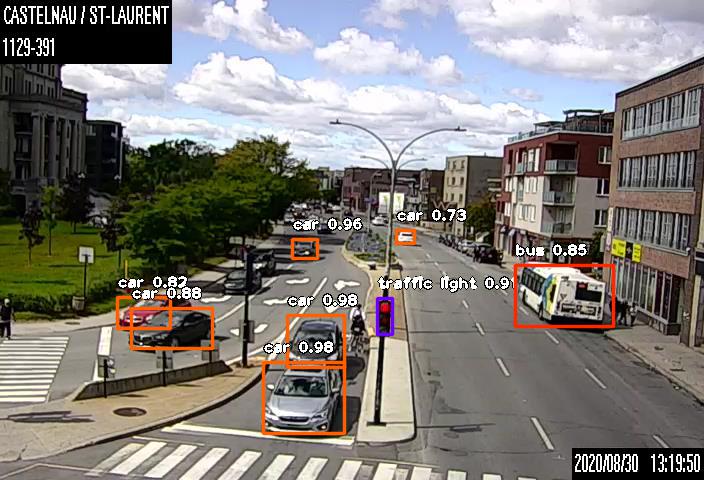 CASTELNAU / ST-LAURENT
1129-391
car 0.96
car 0.73
bus 0.85
car 0.82
car 0.88
car 0.98
traffic light 0.91
car 0.98
2020/08/30 13:19:50